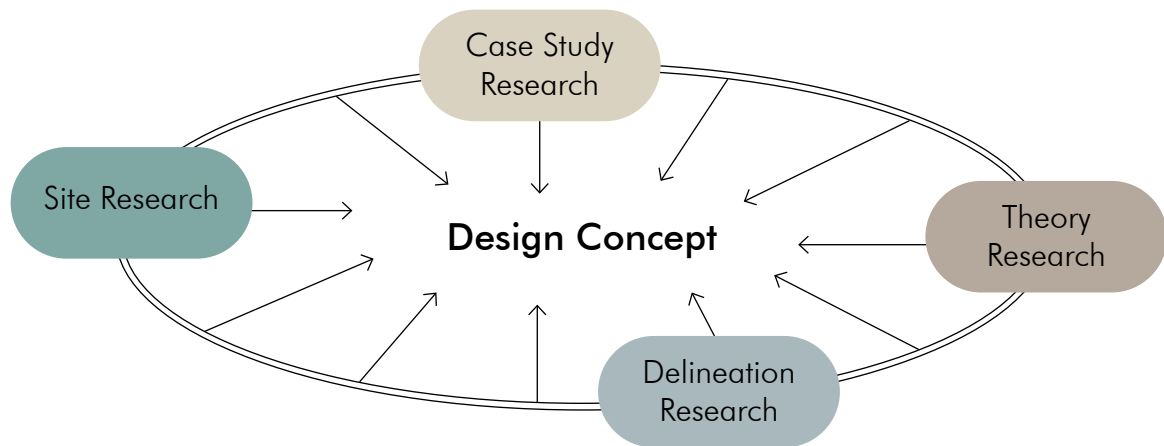 Case Study
Research
Site Research
Theory
Research
Design Concept
Delineation
Research